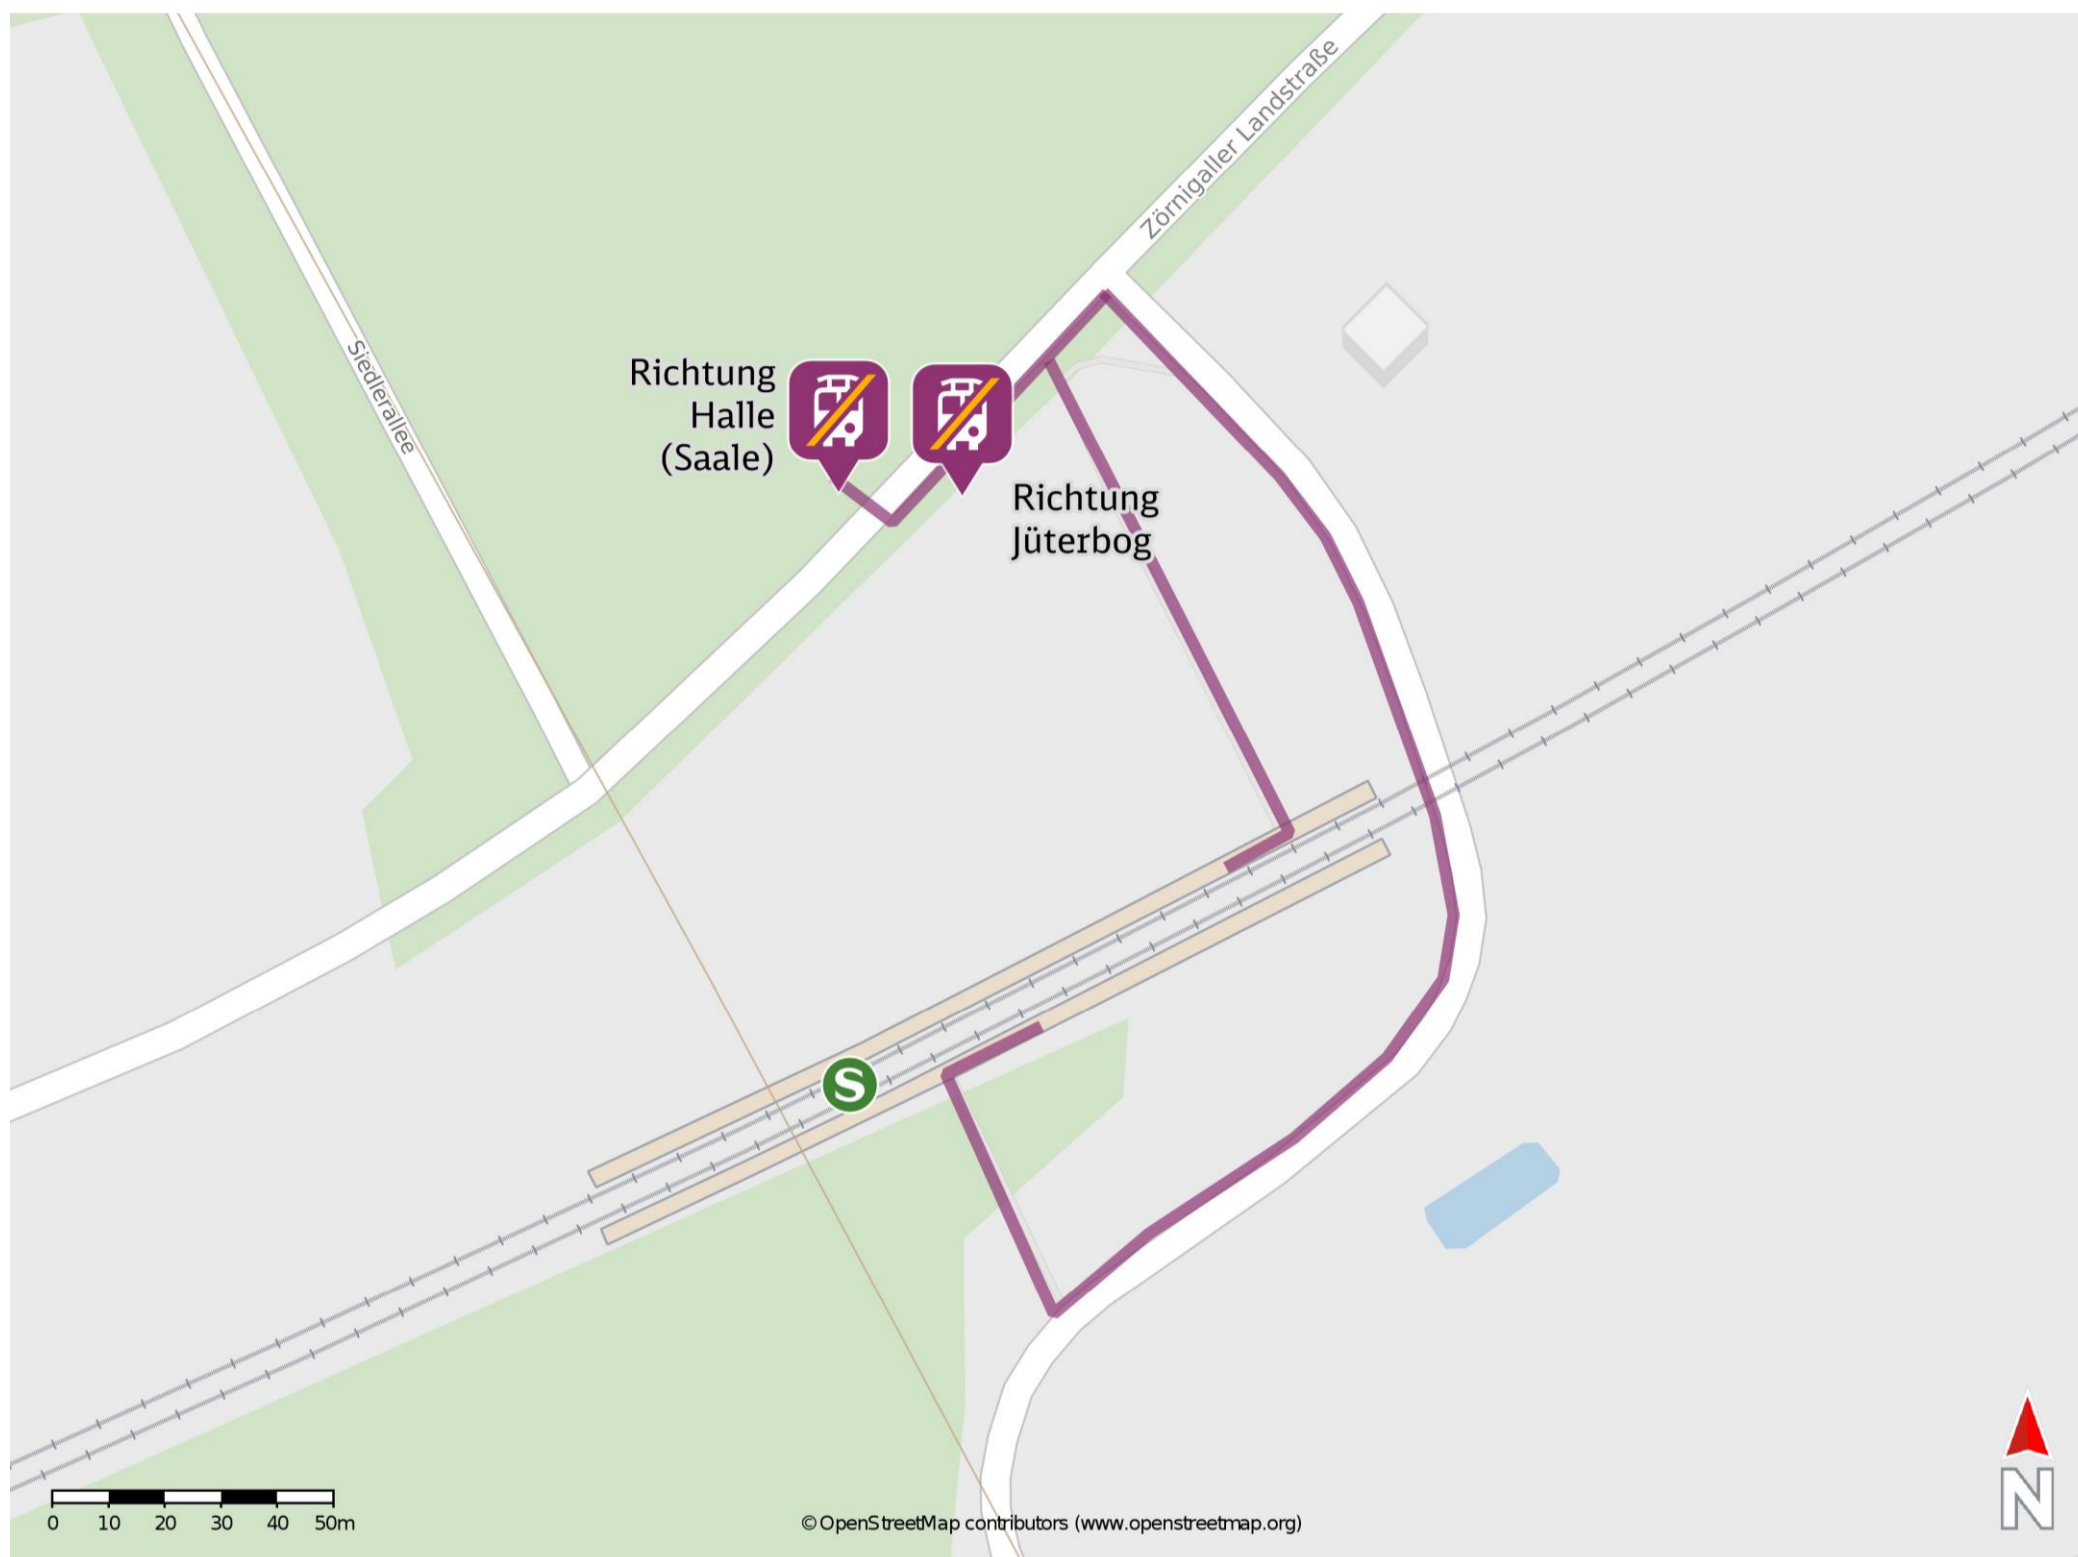 Zörnigaller Landstraße
Siedlerallee
Richtung
Halle
(Saale)
Richtung
Jüterbog
S
0 10 20 30 40 50m
© OpenStreetMap contributors (www.openstreetmap.org)
N